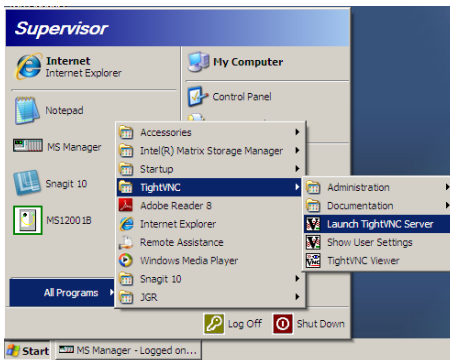 Supervisor
Internet
Internet Explorer
Notepad
MS Manager
Snagit 10
MS12001B
All Programs
My Computer
Control Panel
Accessories
Intel(R) Matrix Storage Manager
Startup
TightVNC
Adobe Reader 8
Internet Explorer
Remote Assistance
Windows Media Player
Snagit 10
JGR
Administration
Documentation
Launch TightVNC Server
Show User Settings
TightVNC Viewer
Log Off
Shut Down
Start
MS Manager - Logged on...